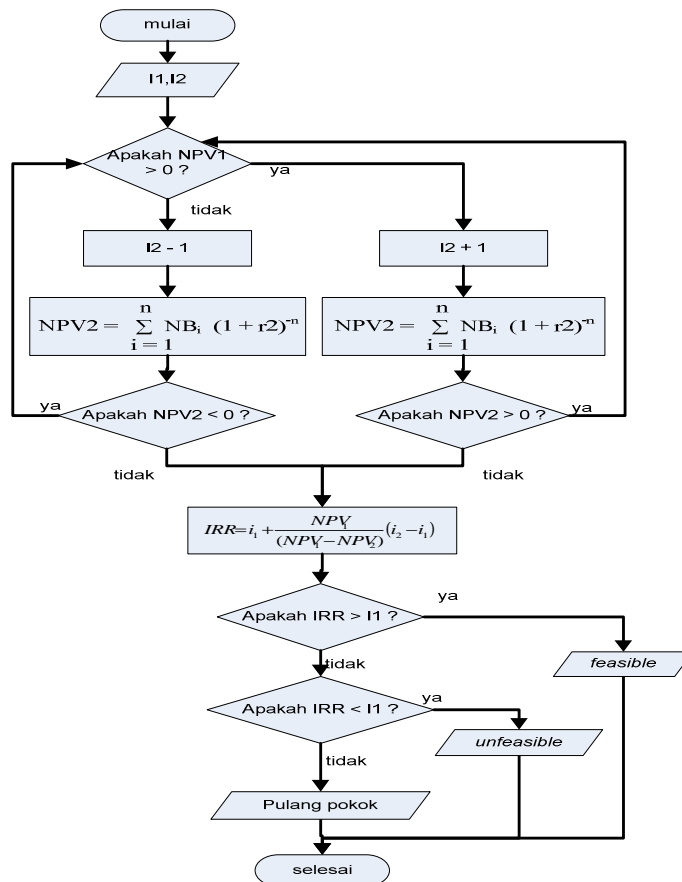 mulai
I1,I2
Apakah NPV1
> 0 ?
ya
tidak
I2 - 1
I2 + 1
n
NPV2 = ∑ NBi (1 + r2)^-n
i = 1
n
NPV2 = ∑ NBi (1 + r2)^-n
i = 1
ya
Apakah NPV2 < 0 ?
Apakah NPV2 > 0 ?
ya
tidak
tidak
IRR=i₁+NPV₁/(NPV₁−NPV₂)(i₂−i₁)
ya
Apakah IRR > I1 ?
feasible
tidak
ya
Apakah IRR < I1 ?
unfeasible
tidak
Pulang pokok
selesai